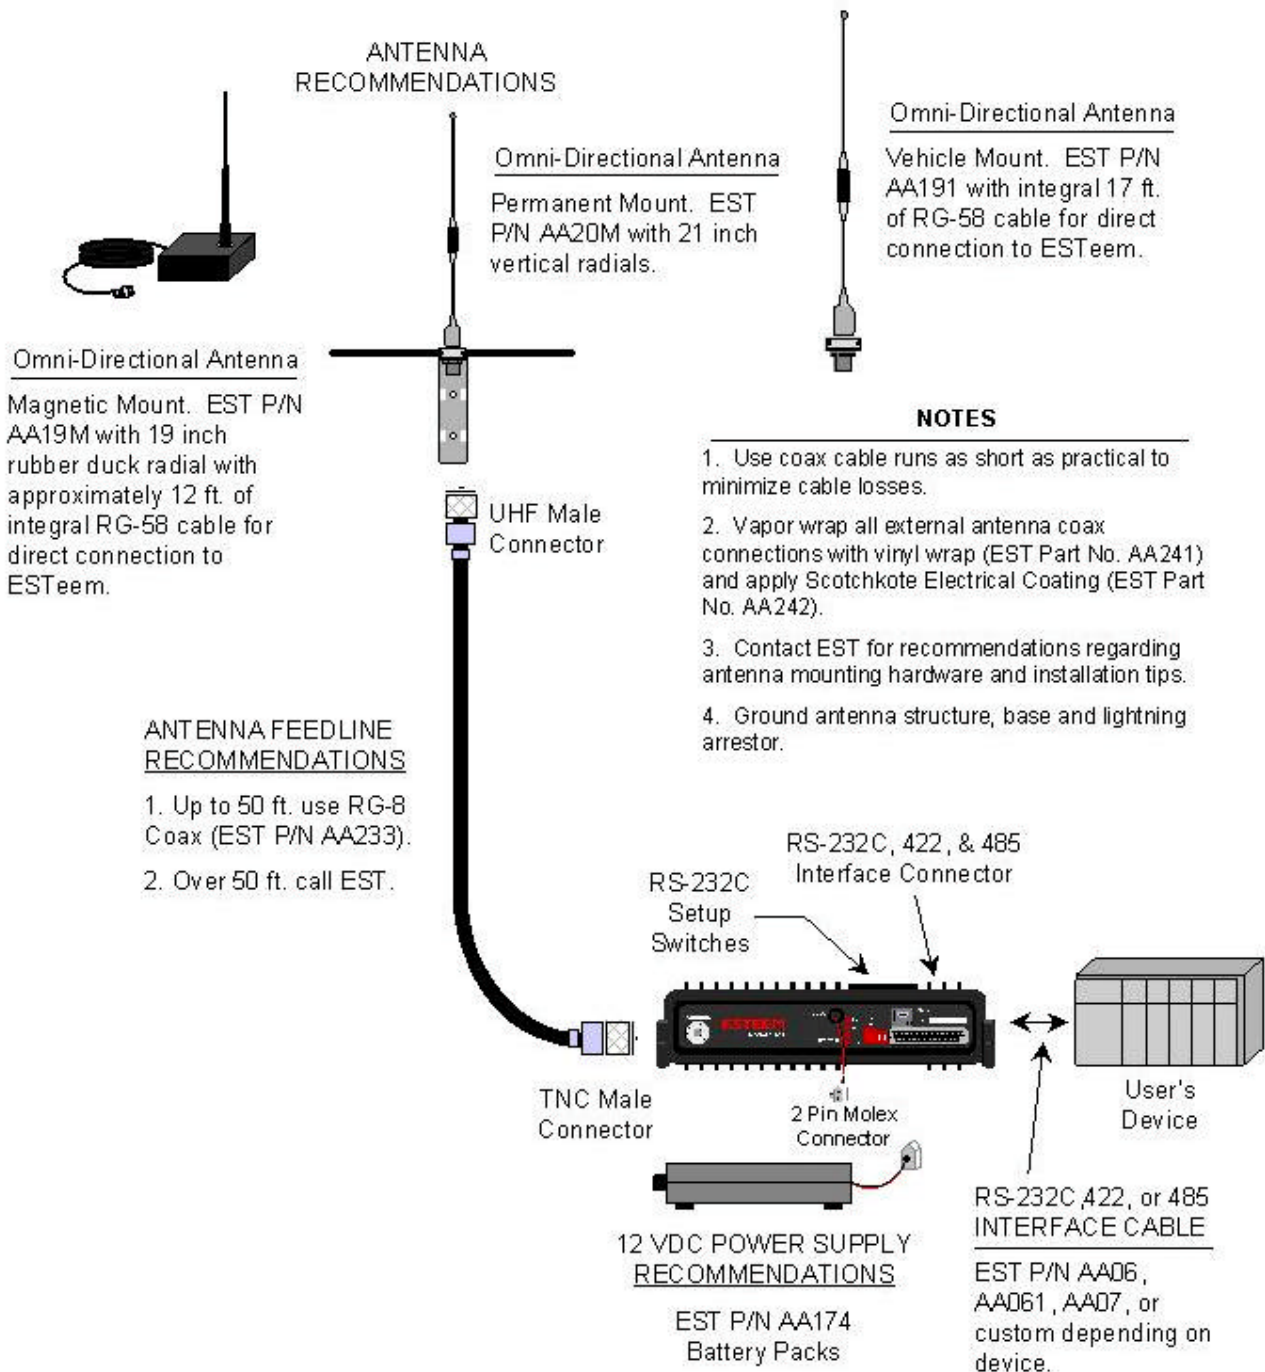 ANTENNA
RECOMMENDATIONS
Omni-Directional Antenna
Permanent Mount. EST
P/N AA20M with 21 inch
vertical radials.
Omni-Directional Antenna
Vehicle Mount. EST P/N
AA191 with integral 17 ft.
of RG-58 cable for direct
connection to ESTeem.
Omni-Directional Antenna
Magnetic Mount. EST P/N
AA19M with 19 inch
rubber duck radial with
approximately 12 ft. of
integral RG-58 cable for
direct connection to
ESTeem.
NOTES
1. Use coax cable runs as short as practical to
minimize cable losses.
2. Vapor wrap all external antenna coax
connections with vinyl wrap (EST Part No. AA241)
and apply Scotchkote Electrical Coating (EST Part
No. AA242).
3. Contact EST for recommendations regarding
antenna mounting hardware and installation tips.
4. Ground antenna structure, base and lightning
arrestor.
UHF Male
Connector
ANTENNA FEEDLINE
RECOMMENDATIONS
1. Up to 50 ft. use RG-8
Coax (EST P/N AA233).
2. Over 50 ft. call EST.
RS-232C, 422, & 485
Interface Connector
RS-232C
Setup
Switches
ESTEEM
TNC Male
Connector
2 Pin Molex
Connector
User's
Device
12 VDC POWER SUPPLY
RECOMMENDATIONS
EST P/N AA174
Battery Packs
RS-232C,422, or 485
INTERFACE CABLE
EST P/N AA06,
AA061, AA07, or
custom depending on
device.